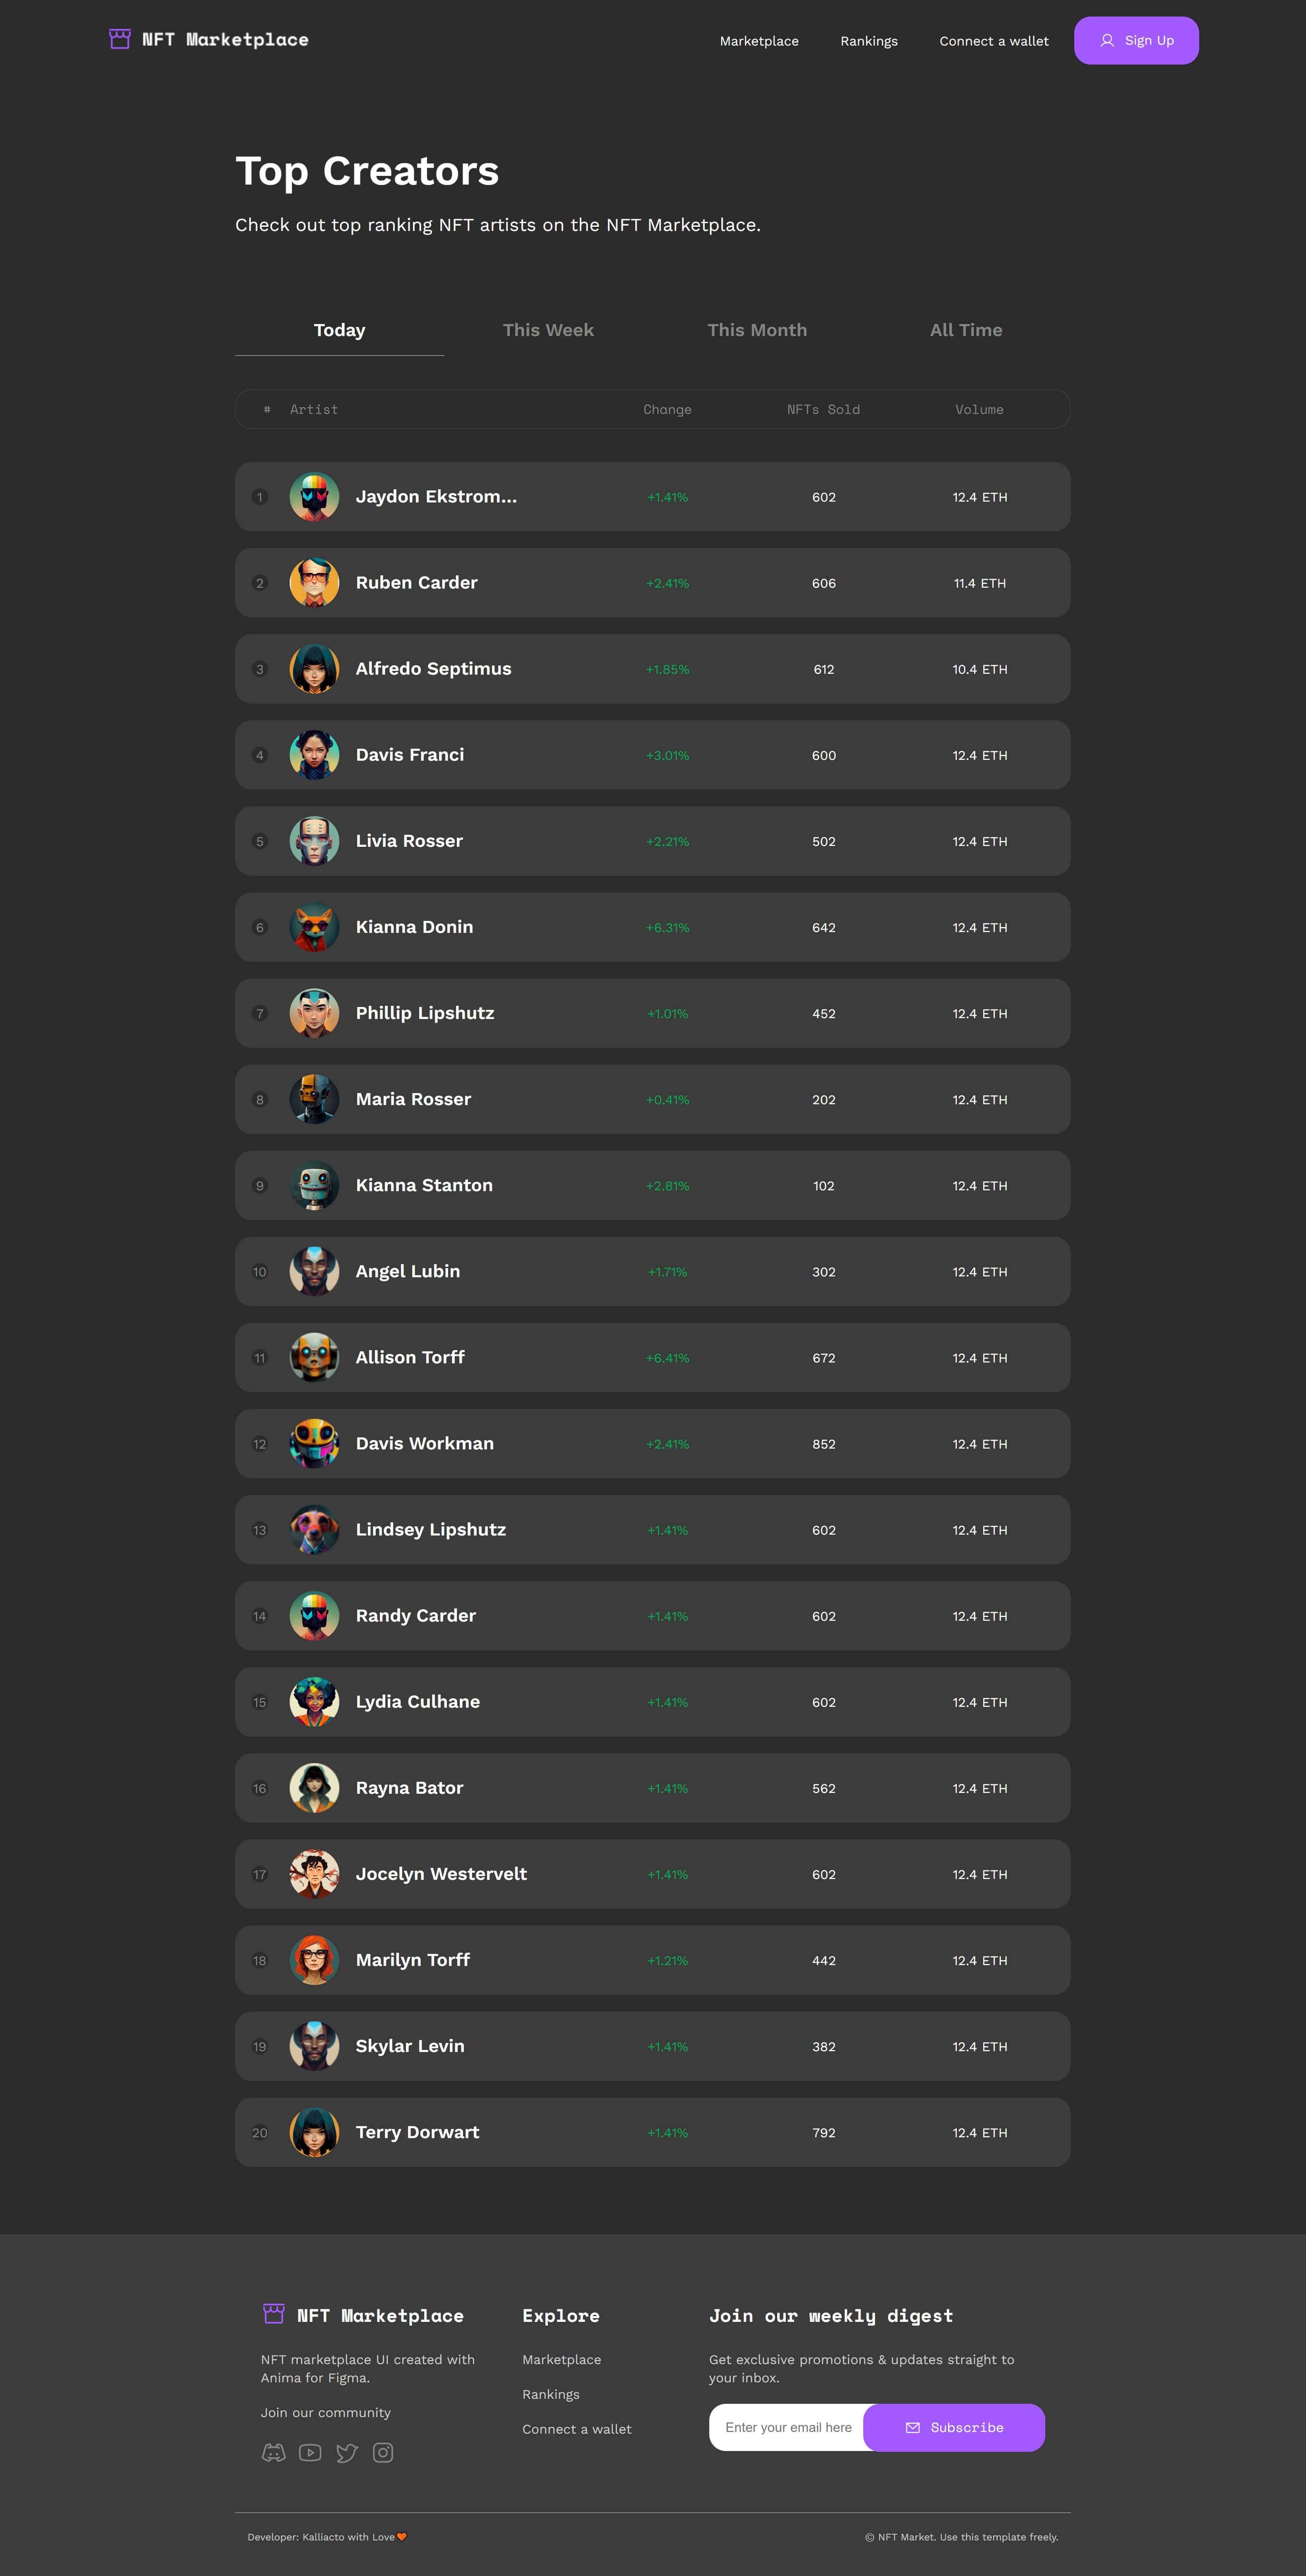 NFT Marketplace
Marketplace Rankings Connect a wallet Sign Up
Top Creators
Check out top ranking NFT artists on the NFT Marketplace.
Today This Week This Month All Time
# Artist Change NFTs Sold Volume
1 Jaydon Ekstrom... +1.41% 602 12.4 ETH
2 Ruben Carder +2.41% 606 11.4 ETH
3 Alfredo Septimus +1.85% 612 10.4 ETH
4 Davis Franci +3.01% 600 12.4 ETH
5 Livia Rosser +2.21% 502 12.4 ETH
6 Kianna Donin +6.31% 642 12.4 ETH
7 Phillip Lipshutz +1.01% 452 12.4 ETH
8 Maria Rosser +0.41% 202 12.4 ETH
9 Kianna Stanton +2.81% 102 12.4 ETH
10 Angel Lubin +1.71% 302 12.4 ETH
11 Allison Torff +6.41% 672 12.4 ETH
12 Davis Workman +2.41% 852 12.4 ETH
13 Lindsey Lipshutz +1.41% 602 12.4 ETH
14 Randy Carder +1.41% 602 12.4 ETH
15 Lydia Culhane +1.41% 602 12.4 ETH
16 Rayna Bator +1.41% 562 12.4 ETH
17 Jocelyn Westervelt +1.41% 602 12.4 ETH
18 Marilyn Torff +1.21% 442 12.4 ETH
19 Skylar Levin +1.41% 382 12.4 ETH
20 Terry Dorwart +1.41% 792 12.4 ETH
NFT Marketplace
NFT marketplace UI created with
Anima for Figma.
Join our community
Explore
Marketplace
Rankings
Connect a wallet
Join our weekly digest
Get exclusive promotions & updates straight to
your inbox.
Enter your email here Subscribe
Developer: Kalliacto with Love🧡
© NFT Market. Use this template freely.